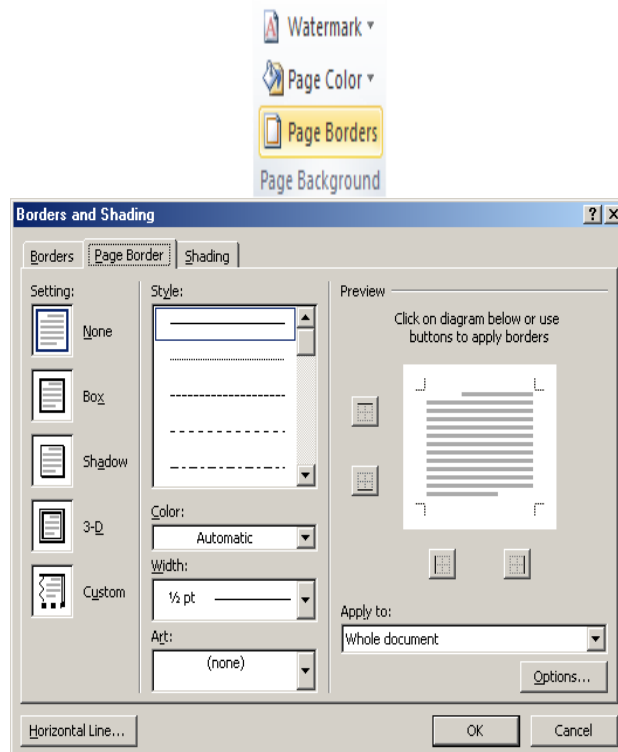 Watermark
Page Color
Page Borders
Page Background
Borders and Shading
Borders Page Border Shading
Setting:
None
Box
Shadow
3-D
Custom
Style:
Color:
Automatic
Width:
½ pt
Art:
(none)
Preview
Click on diagram below or use
buttons to apply borders
Apply to:
Whole document
Options...
Horizontal Line...
OK
Cancel